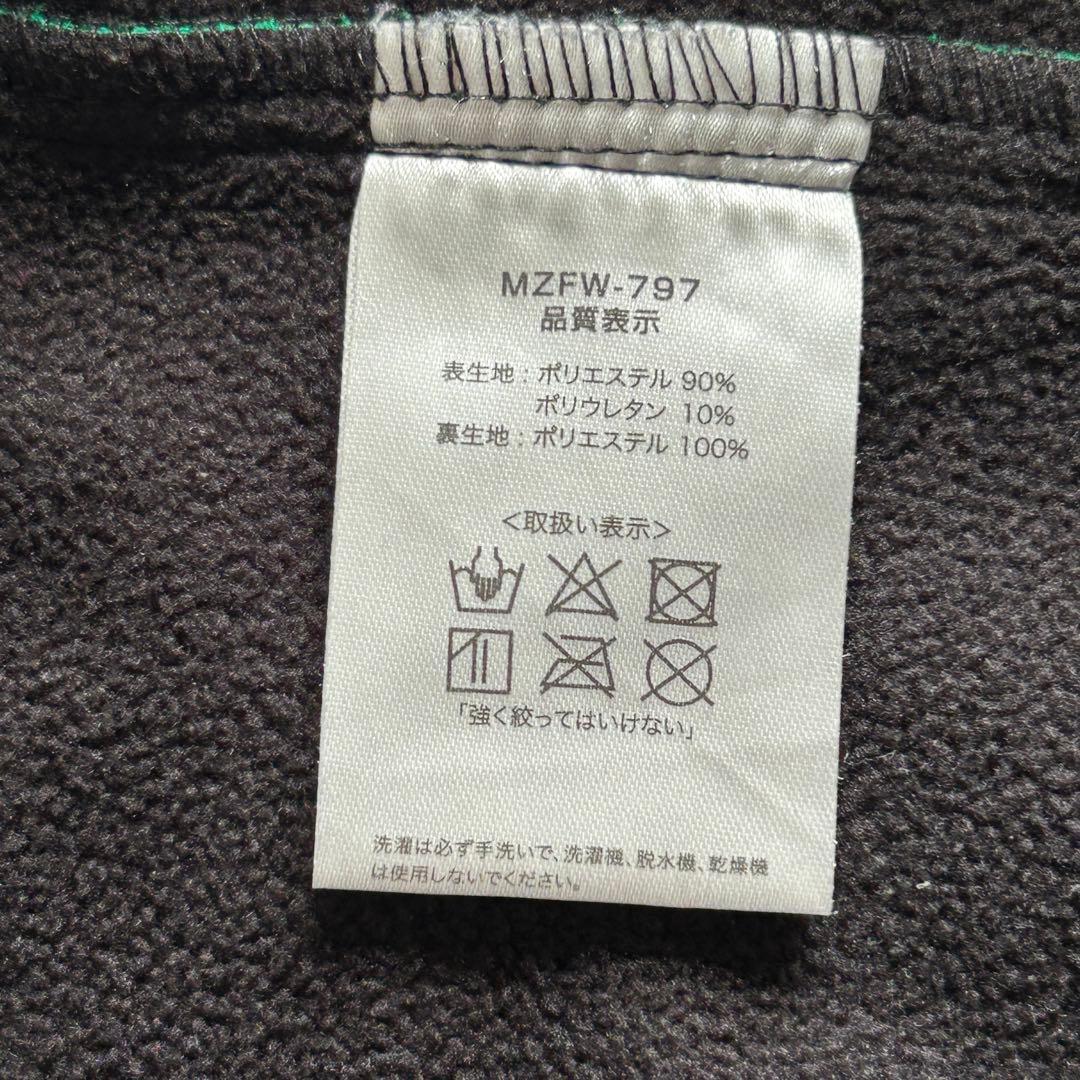 MZFW-797
品質表示
表生地：ポリエステル 90%
ポリウレタン 10%
裏生地：ポリエステル 100%
＜取扱い表示＞
「強く絞ってはいけない」
洗濯は必ず手洗いで、洗濯機、脱水機、乾燥機
は使用しないでください。